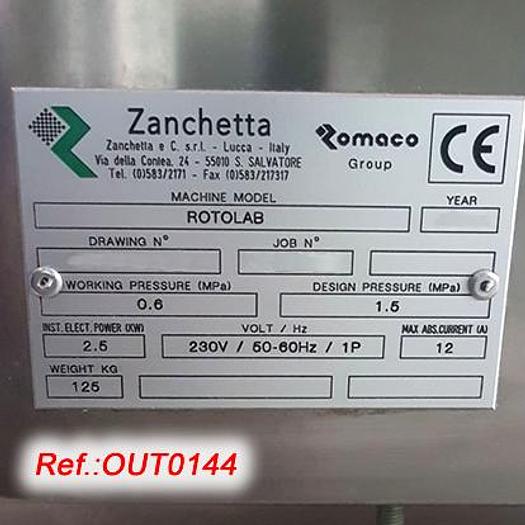 Zanchetta
Zanchetta e C. s.r.l. - Lucca - Italy
Via della Contea, 24 - 55010 S. SALVATORE
Tel. (0)583/2171 - Fax (0)583/217317
Romaco
Group
CE
MACHINE MODEL
ROTOLAB
YEAR
DRAWING Nº
JOB Nº
WORKING PRESSURE (MPa)
0.6
DESIGN PRESSURE (MPa)
1.5
INST. ELECT. POWER (KW)
2.5
VOLT / Hz
230V / 50-60Hz / 1P
MAX ABS. CURRENT (A)
12
WEIGHT KG
125
Ref.:OUT0144